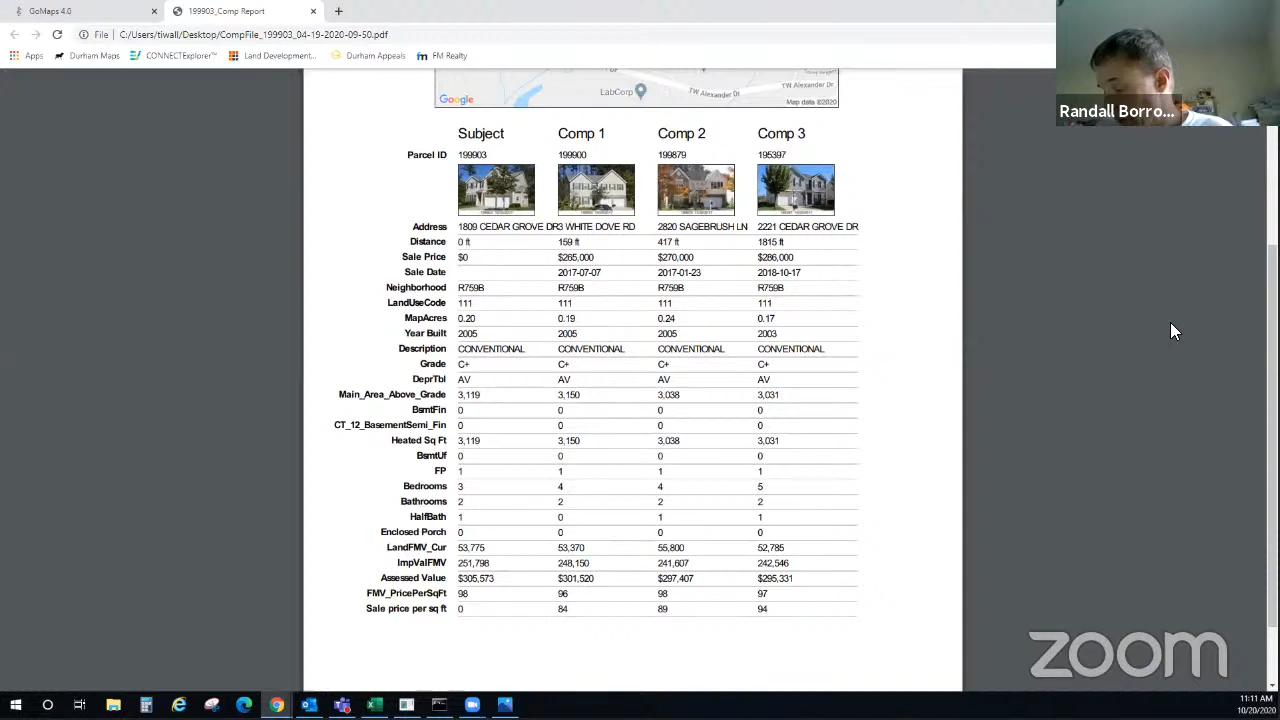 GoMaps 4.0
199903_Comp Report
File
C:/Users/tiwall/Desktop/CompFile_199903_04-19-2020-09-50.pdf
Apps Durham Maps CONNECTExplorer™ Land Development... Durham Appeals FM Realty
Randall Borro...
LabCorp
TW Alexander Dr
TW Alexander Dr
Google
Map data ©2020
Subject Comp 1 Comp 2 Comp 3
Parcel ID 199903 199900 199879 195397
Address 1809 CEDAR GROVE DR3 WHITE DOVE RD 2820 SAGEBRUSH LN 2221 CEDAR GROVE DR
Distance 0 ft 159 ft 417 ft 1815 ft
Sale Price $0 $265,000 $270,000 $286,000
Sale Date 2017-07-07 2017-01-23 2018-10-17
Neighborhood R759B R759B R759B R759B
LandUseCode 111 111 111 111
MapAcres 0.20 0.19 0.24 0.17
Year Built 2005 2005 2005 2003
Description CONVENTIONAL CONVENTIONAL CONVENTIONAL CONVENTIONAL
Grade C+ C+ C+ C+
DeprTbl AV AV AV AV
Main_Area_Above_Grade 3,119 3,150 3,038 3,031
BsmtFin 0 0 0 0
CT_12_BasementSemi_Fin 0 0 0 0
Heated Sq Ft 3,119 3,150 3,038 3,031
BsmtUf 0 0 0 0
FP 1 1 1 1
Bedrooms 3 4 4 5
Bathrooms 2 2 2 2
HalfBath 1 0 1 1
Enclosed Porch 0 0 0 0
LandFMV_Cur 53,775 53,370 55,800 52,785
ImpValFMV 251,798 248,150 241,607 242,546
Assessed Value $305,573 $301,520 $297,407 $295,331
FMV_PricePerSqFt 98 96 98 97
Sale price per sq ft 0 84 89 94
zoom
11:11 AM
10/20/2020